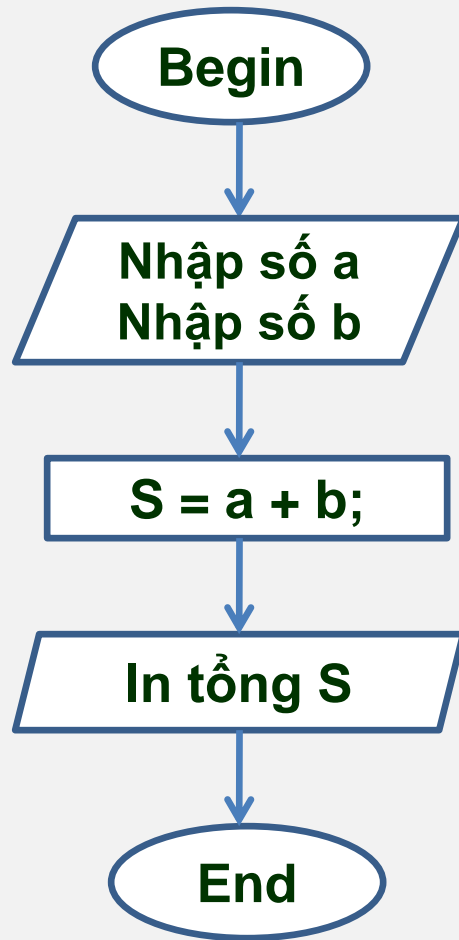 Begin
Nhập số a
Nhập số b
S = a + b;
In tổng S
End